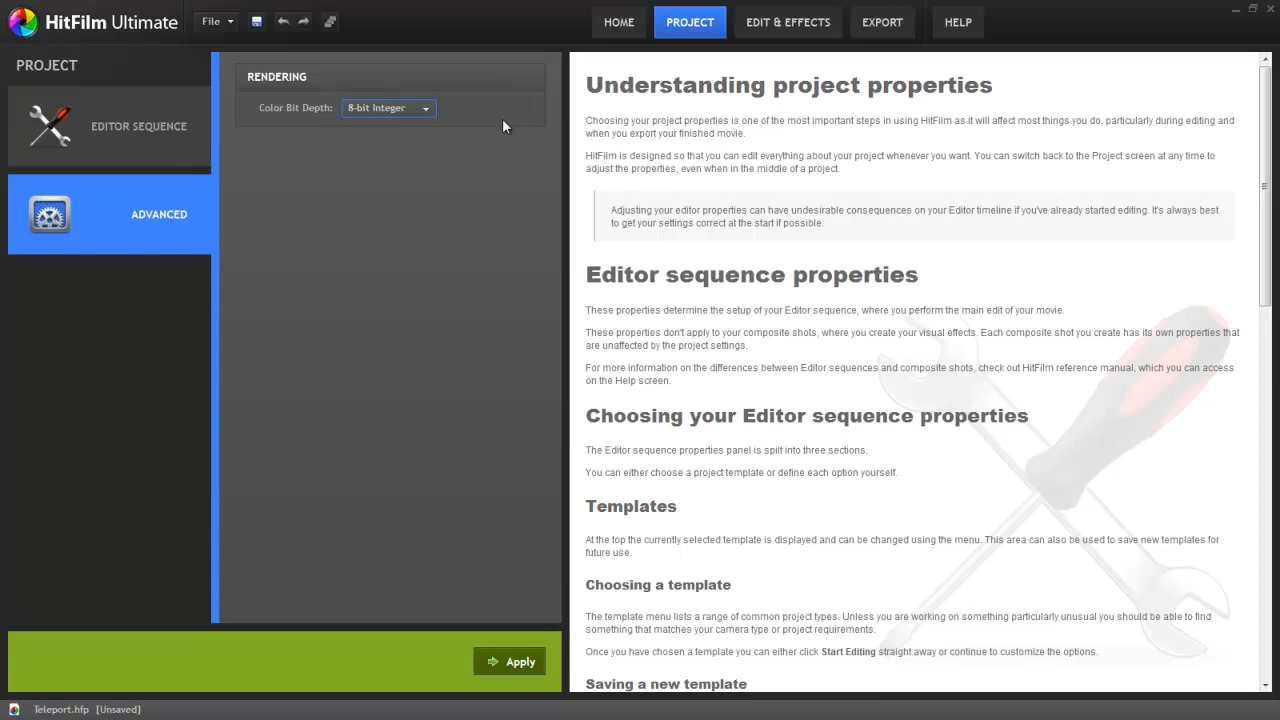 HitFilm Ultimate
File
HOME
PROJECT
EDIT & EFFECTS
EXPORT
HELP
PROJECT
EDITOR SEQUENCE
ADVANCED
RENDERING
Color Bit Depth: 8-bit Integer
Apply
Understanding project properties
Choosing your project properties is one of the most important steps in using HitFilm as it will affect most things you do, particularly during editing and
when you export your finished movie.
HitFilm is designed so that you can edit everything about your project whenever you want. You can switch back to the Project screen at any time to
adjust the properties, even when in the middle of a project.
Adjusting your editor properties can have undesirable consequences on your Editor timeline if you've already started editing. It's always best
to get your settings correct at the start if possible.
Editor sequence properties
These properties determine the setup of your Editor sequence, where you perform the main edit of your movie.
These properties don't apply to your composite shots, where you create your visual effects. Each composite shot you create has its own properties that
are unaffected by the project settings.
For more information on the differences between Editor sequences and composite shots, check out HitFilm reference manual, which you can access
on the Help screen.
Choosing your Editor sequence properties
The Editor sequence properties panel is spilt into three sections.
You can either choose a project template or define each option yourself.
Templates
At the top the currently selected template is displayed and can be changed using the menu. This area can also be used to save new templates for
future use.
Choosing a template
The template menu lists a range of common project types. Unless you are working on something particularly unusual you should be able to find
something that matches your camera type or project requirements.
Once you have chosen a template you can either click Start Editing straight away or continue to customize the options.
Saving a new template
Teleport.hfp [Unsaved]